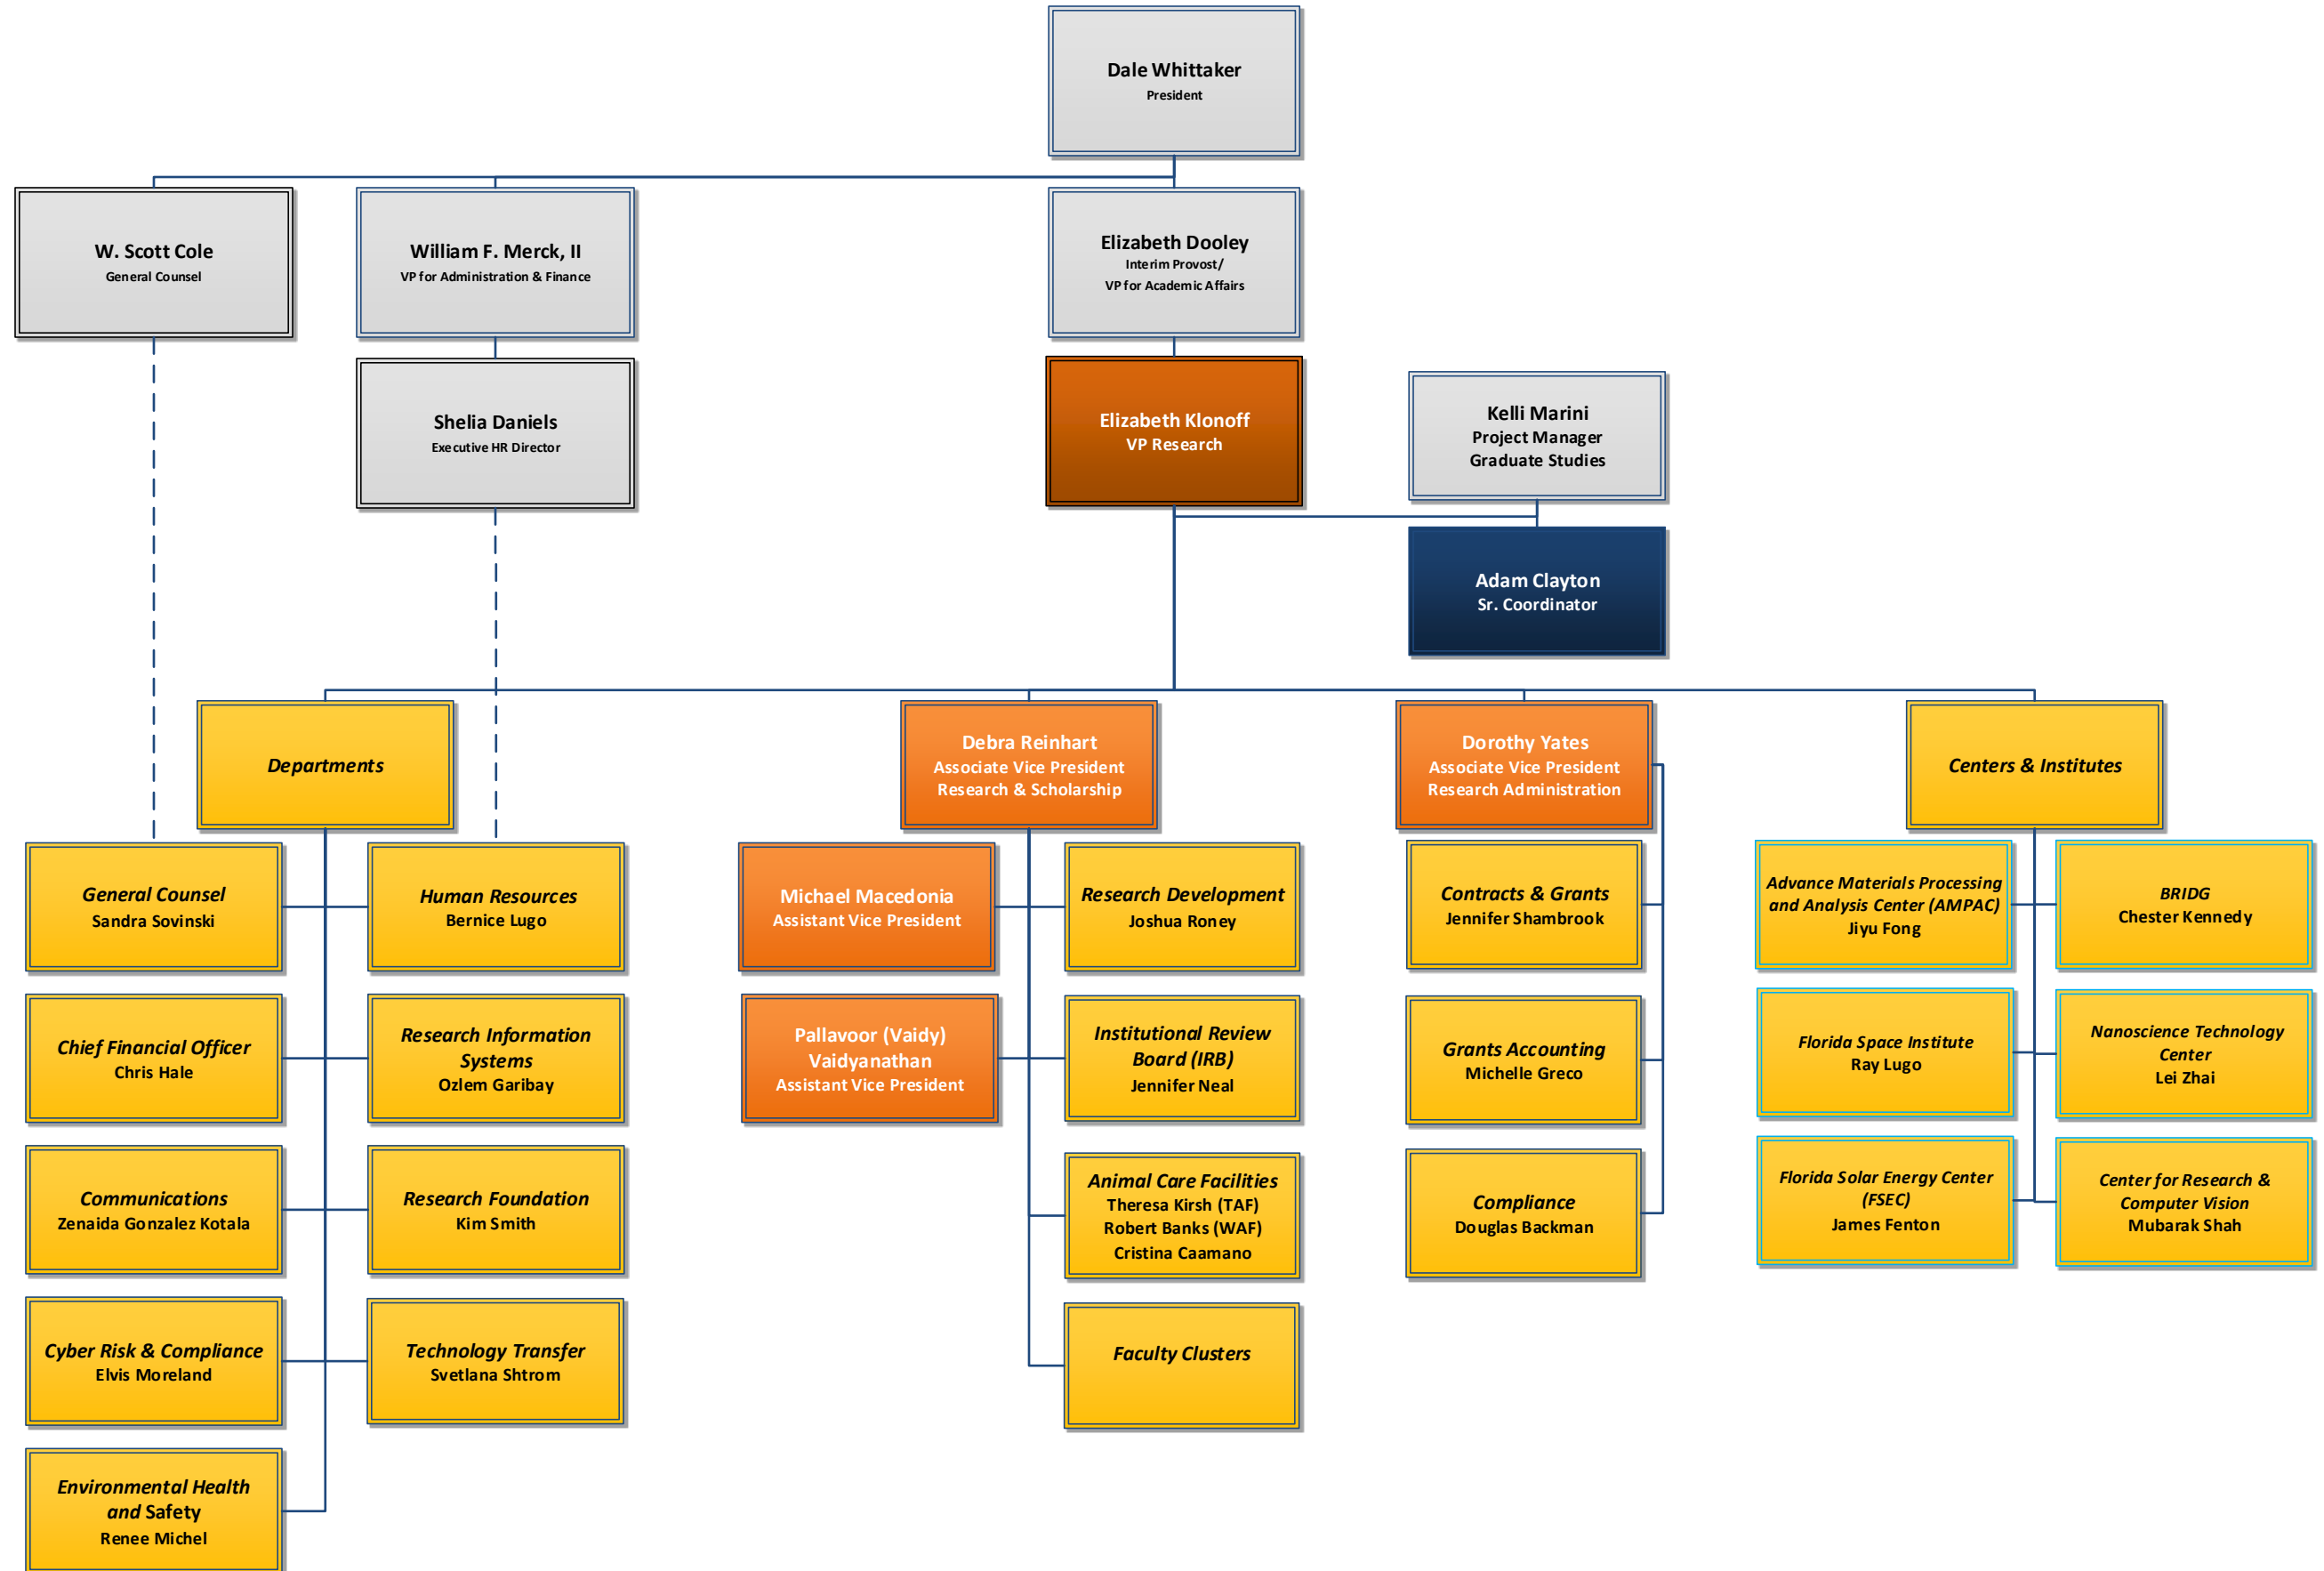 Dale Whittaker
President
W. Scott Cole
General Counsel
William F. Merck, II
VP for Administration & Finance
Elizabeth Dooley
Interim Provost/
VP for Academic Affairs
Shelia Daniels
Executive HR Director
Elizabeth Klonoff
VP Research
Kelli Marini
Project Manager
Graduate Studies
Adam Clayton
Sr. Coordinator
Departments
Debra Reinhart
Associate Vice President
Research & Scholarship
Dorothy Yates
Associate Vice President
Research Administration
Centers & Institutes
General Counsel
Sandra Sovinski
Human Resources
Bernice Lugo
Chief Financial Officer
Chris Hale
Research Information
Systems
Ozlem Garibay
Communications
Zenaida Gonzalez Kotala
Research Foundation
Kim Smith
Cyber Risk & Compliance
Elvis Moreland
Technology Transfer
Svetlana Shtrom
Environmental Health
and Safety
Renee Michel
Michael Macedonia
Assistant Vice President
Research Development
Joshua Roney
Pallavoor (Vaidy)
Vaidyanathan
Assistant Vice President
Institutional Review
Board (IRB)
Jennifer Neal
Animal Care Facilities
Theresa Kirsh (TAF)
Robert Banks (WAF)
Cristina Caamano
Faculty Clusters
Contracts & Grants
Jennifer Shambrook
Grants Accounting
Michelle Greco
Compliance
Douglas Backman
Advance Materials Processing
and Analysis Center (AMPAC)
Jiyu Fong
BRIDG
Chester Kennedy
Florida Space Institute
Ray Lugo
Nanoscience Technology
Center
Lei Zhai
Florida Solar Energy Center
(FSEC)
James Fenton
Center for Research &
Computer Vision
Mubarak Shah